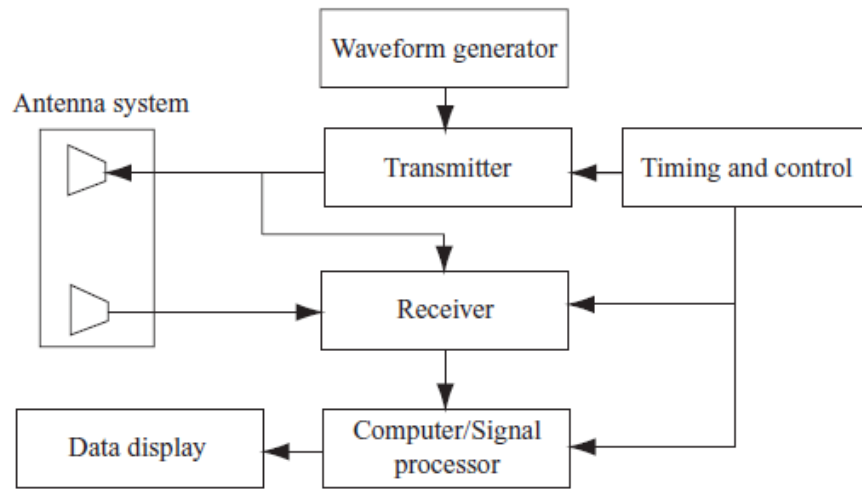 Waveform generator
Antenna system
Transmitter
Timing and control
Receiver
Data display
Computer/Signal
processor